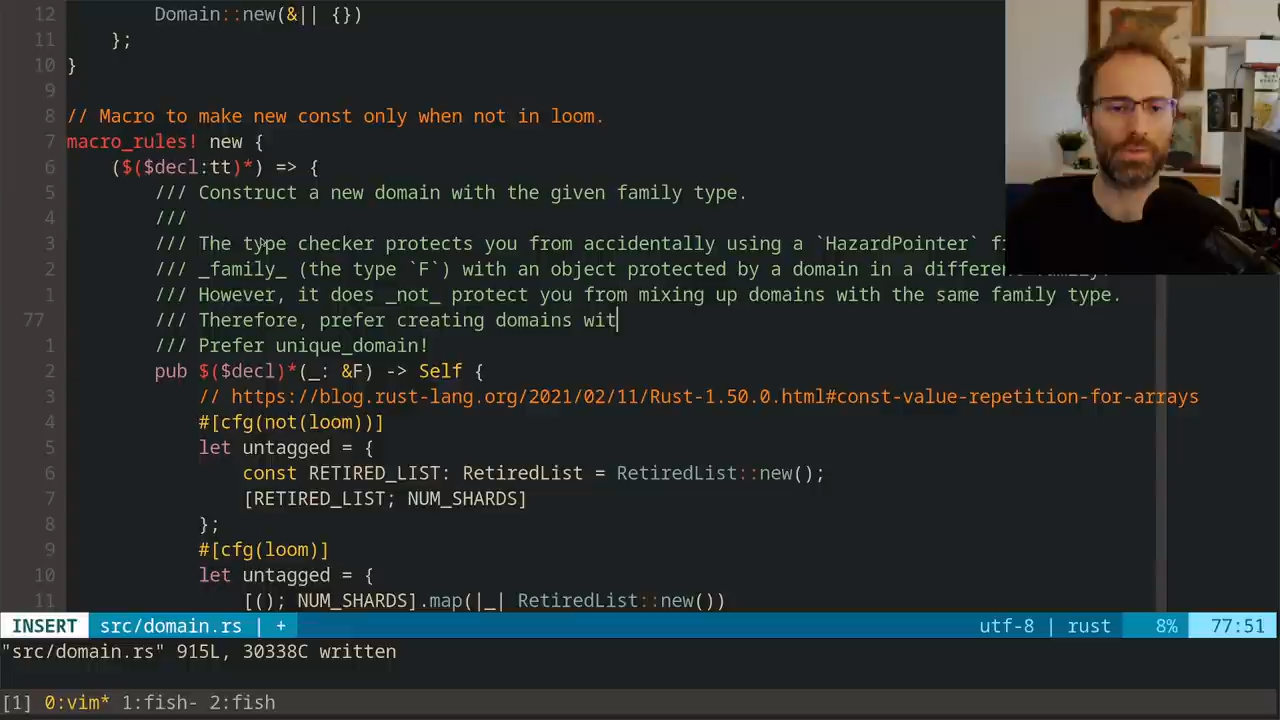 12 Domain::new(&|| {})
11 };
10 }
9
8 // Macro to make new const only when not in loom.
7 macro_rules! new {
6 ($($decl:tt)*) => {
5 /// Construct a new domain with the given family type.
4 ///
3 /// The type checker protects you from accidentally using a `HazardPointer`
2 /// _family_ (the type `F`) with an object protected by a domain in a
1 /// However, it does _not_ protect you from mixing up domains with the same family type.
77 /// Therefore, prefer creating domains wit
1 /// Prefer unique_domain!
2 pub $($decl)*(_: &F) -> Self {
3 // https://blog.rust-lang.org/2021/02/11/Rust-1.50.0.html#const-value-repetition-for-arrays
4 #[cfg(not(loom))]
5 let untagged = {
6 const RETIRED_LIST: RetiredList = RetiredList::new();
7 [RETIRED_LIST; NUM_SHARDS]
8 };
9 #[cfg(loom)]
10 let untagged = {
11 [(); NUM_SHARDS].map(|_| RetiredList::new())
INSERT src/domain.rs | + utf-8 | rust 8% 77:51
"src/domain.rs" 915L, 30338C written
[1] 0:vim* 1:fish- 2:fish